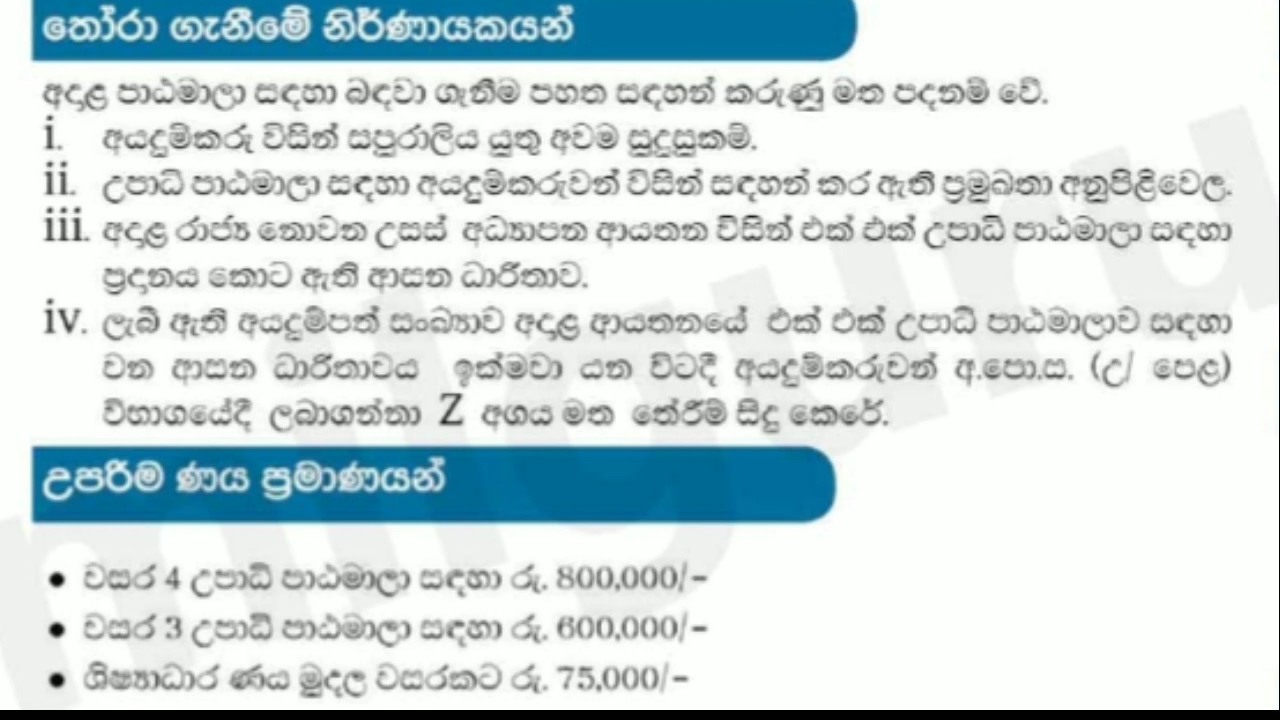 තෝරා ගැනීමේ නිර්ණායකයන්
අදාළ පාඨමාලා සඳහා බඳවා ගැනීම පහත සඳහන් කරුණු මත පදනම් වේ.
i. අයදුම්කරු විසින් සපුරාලිය යුතු අවම සුදුසුකම්.
ii. උපාධි පාඨමාලා සඳහා අයදුම්කරුවන් විසින් සඳහන් කර ඇති ප්‍රමුඛතා අනුපිළිවෙල.
iii. අදාළ රාජ්‍ය නොවන උසස් අධ්‍යාපන ආයතන විසින් එක් එක් උපාධි පාඨමාලා සඳහා
ප්‍රදානය කොට ඇති ආසන ධාරිතාව.
iv. ලැබී ඇති අයදුම්පත් සංඛ්‍යාව අදාළ ආයතනයේ එක් එක් උපාධි පාඨමාලාව සඳහා
වන ආසන ධාරිතාවය ඉක්මවා යන විටදී අයදුම්කරුවන් අ.පො.ස. (උ/ පෙළ)
විභාගයේදී ලබාගන්නා Z අගය මත තේරීම් සිදු කෙරේ.
උපරිම ණය ප්‍රමාණයන්
• වසර 4 උපාධි පාඨමාලා සඳහා රු. 800,000/-
• වසර 3 උපාධි පාඨමාලා සඳහා රු. 600,000/-
• ශිෂ්‍යාධාර ණය මුදල වසරකට රු. 75,000/-